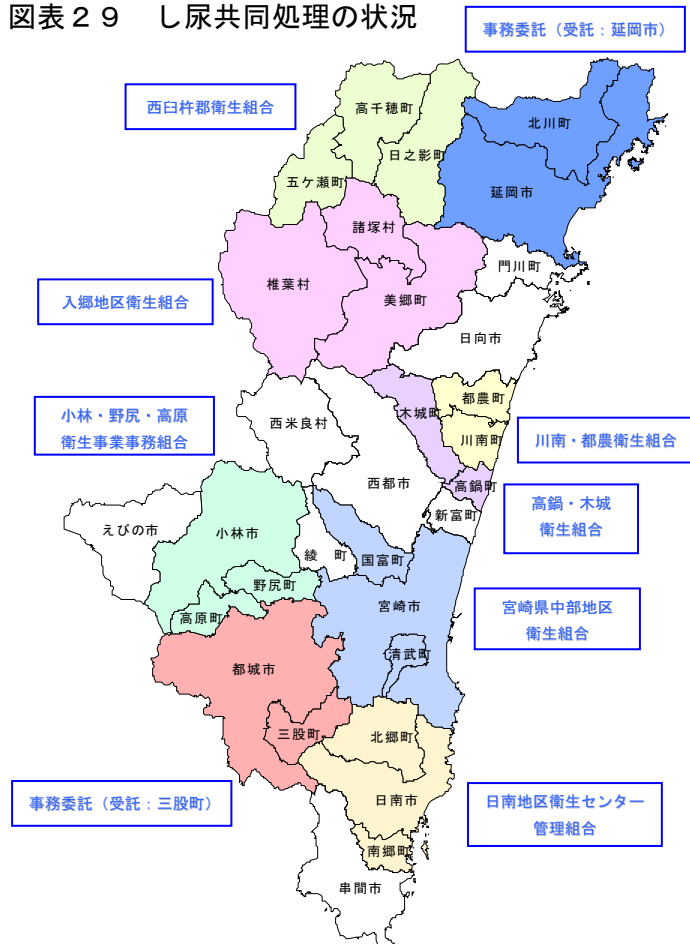 図表２９　し尿共同処理の状況
事務委託（受託：延岡市）
西臼杵郡衛生組合
高千穂町
北川町
日之影町
五ケ瀬町
延岡市
諸塚村
門川町
椎葉村
美郷町
入郷地区衛生組合
日向市
都農町
木城町
小林・野尻・高原
衛生事業事務組合
西米良村
川南町
川南・都農衛生組合
西都市
高鍋町
高鍋・木城
衛生組合
新富町
えびの市
小林市
綾　町
国富町
野尻町
宮崎市
宮崎県中部地区
衛生組合
高原町
清武町
都城市
三股町
北郷町
事務委託（受託：三股町）
日南市
日南地区衛生センター
管理組合
南郷町
串間市